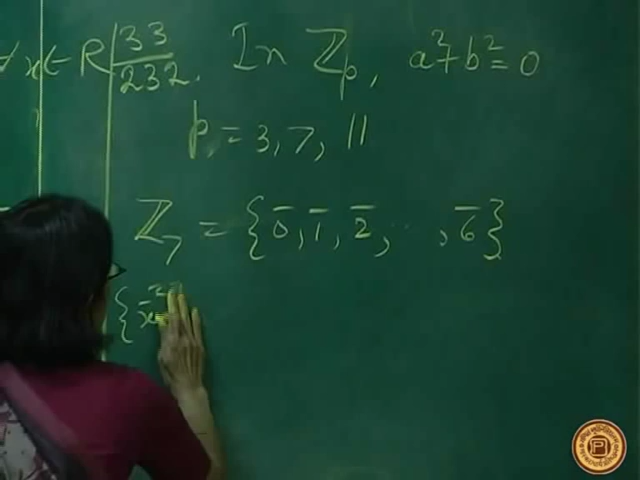 ∀ x ∈ R 33/232. In ℤₚ, a² + b² = 0
p = 3, 7, 11
ℤ₇ = {0̅, 1̅, 2̅, .. , 6̅}
{x̅²